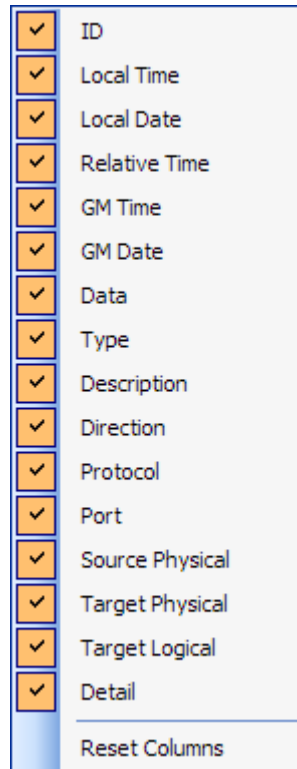 ID
Local Time
Local Date
Relative Time
GM Time
GM Date
Data
Type
Description
Direction
Protocol
Port
Source Physical
Target Physical
Target Logical
Detail
Reset Columns